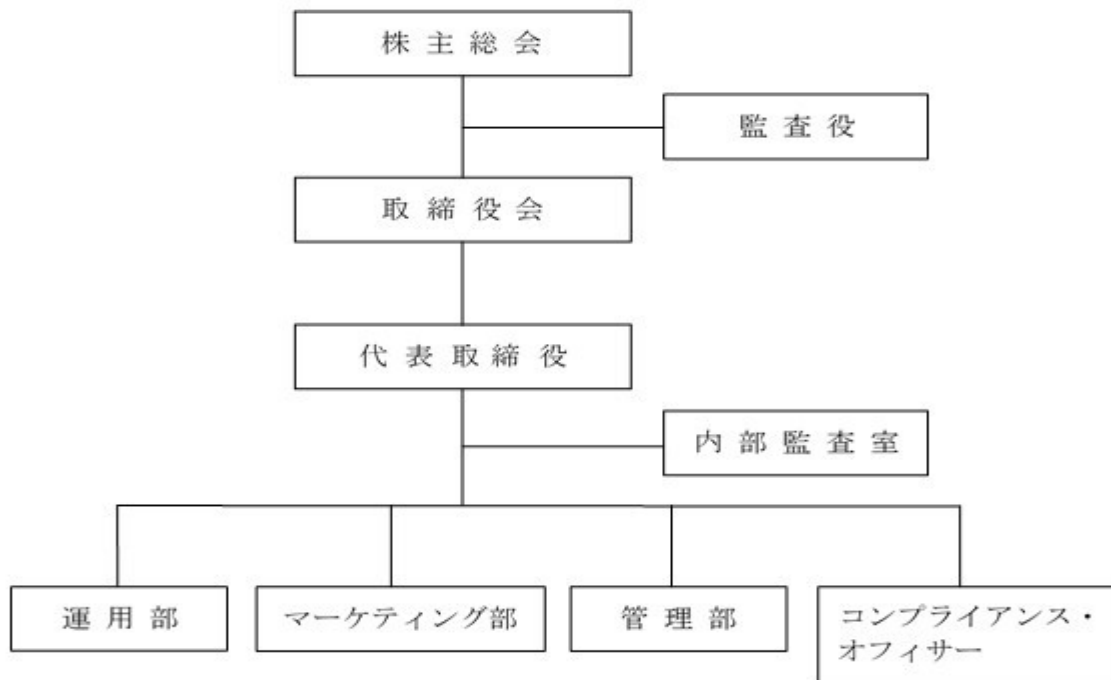 株主総会
監査役
取締役会
代表取締役
内部監査室
運用部
マーケティング部
管理部
コンプライアンス・
オフィサー